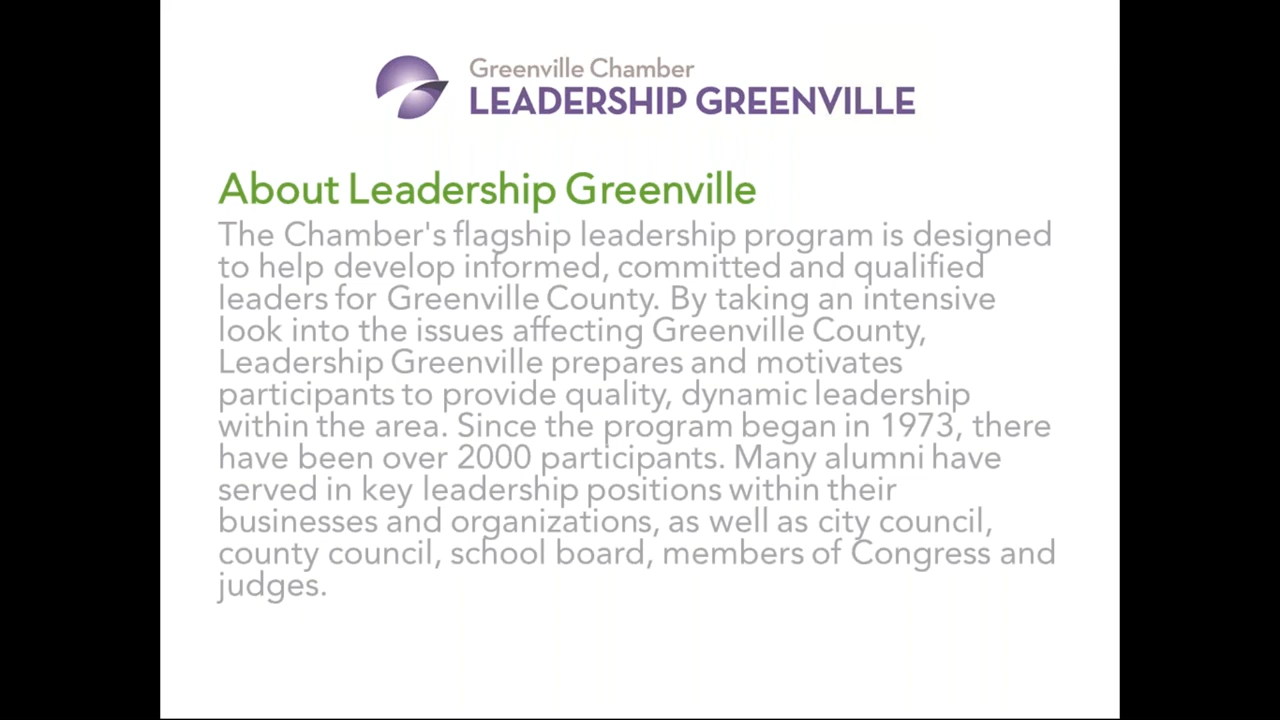 Greenville Chamber
LEADERSHIP GREENVILLE
About Leadership Greenville
The Chamber's flagship leadership program is designed
to help develop informed, committed and qualified
leaders for Greenville County. By taking an intensive
look into the issues affecting Greenville County,
Leadership Greenville prepares and motivates
participants to provide quality, dynamic leadership
within the area. Since the program began in 1973, there
have been over 2000 participants. Many alumni have
served in key leadership positions within their
businesses and organizations, as well as city council,
county council, school board, members of Congress and
judges.